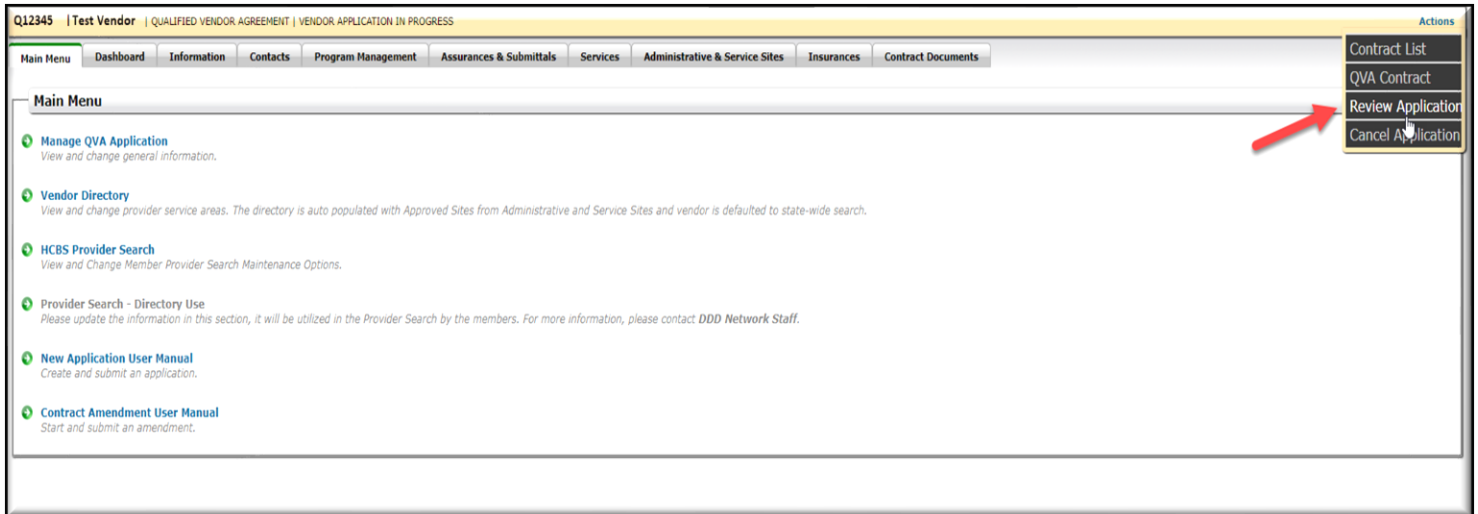 Q12345 | Test Vendor | QUALIFIED VENDOR AGREEMENT | VENDOR APPLICATION IN PROGRESS Actions
Main Menu Dashboard Information Contacts Program Management Assurances & Submittals Services Administrative & Service Sites Insurances Contract Documents
Contract List
QVA Contract
Review Application
Cancel Application
Main Menu
Manage QVA Application
View and change general information.
Vendor Directory
View and change provider service areas. The directory is auto populated with Approved Sites from Administrative and Service Sites and vendor is defaulted to state-wide search.
HCBS Provider Search
View and Change Member Provider Search Maintenance Options.
Provider Search - Directory Use
Please update the information in this section, it will be utilized in the Provider Search by the members. For more information, please contact DDD Network Staff.
New Application User Manual
Create and submit an application.
Contract Amendment User Manual
Start and submit an amendment.